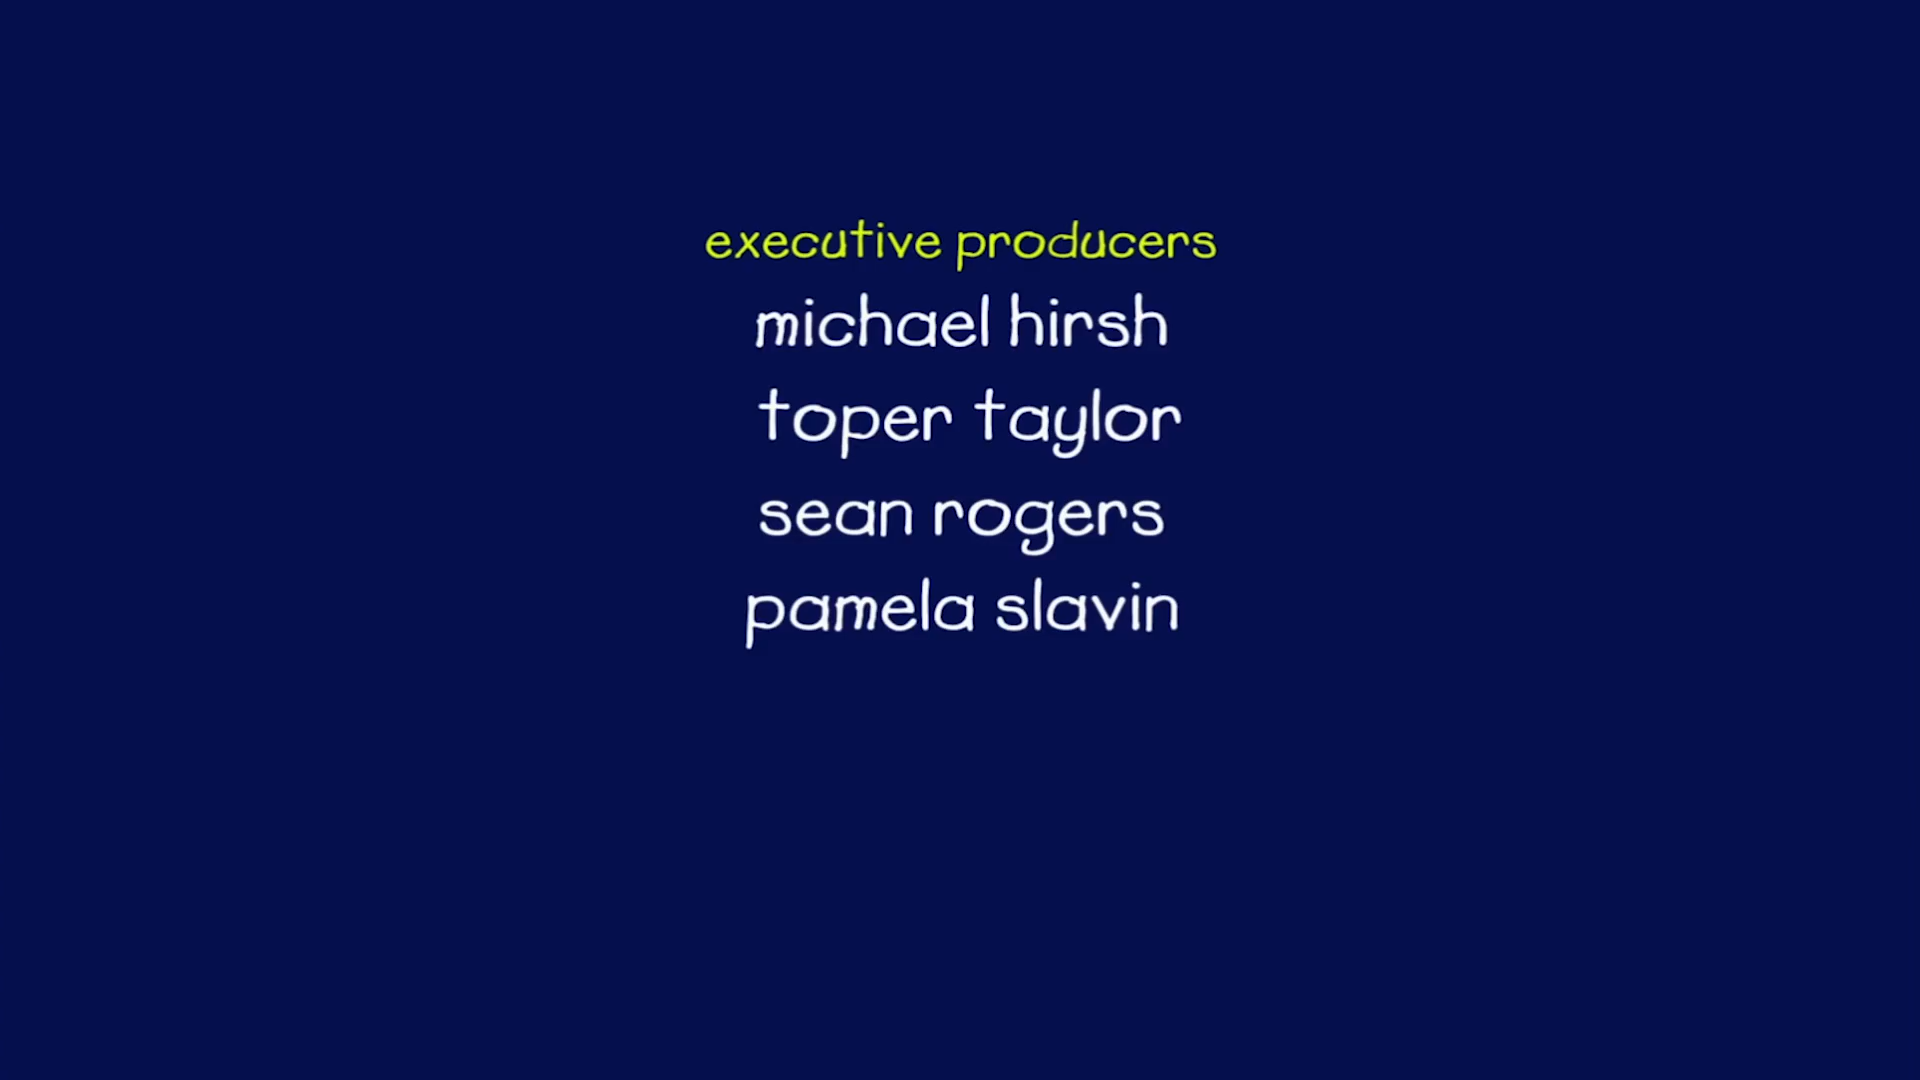 executive producers
michael hirsh
toper taylor
sean rogers
pamela slavin